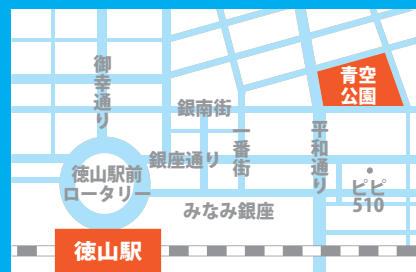 御幸通り
青空
公園
銀南街
一番街
平和通り
銀座通り
徳山駅前
ロータリー
ピピ
510
みなみ銀座
徳山駅